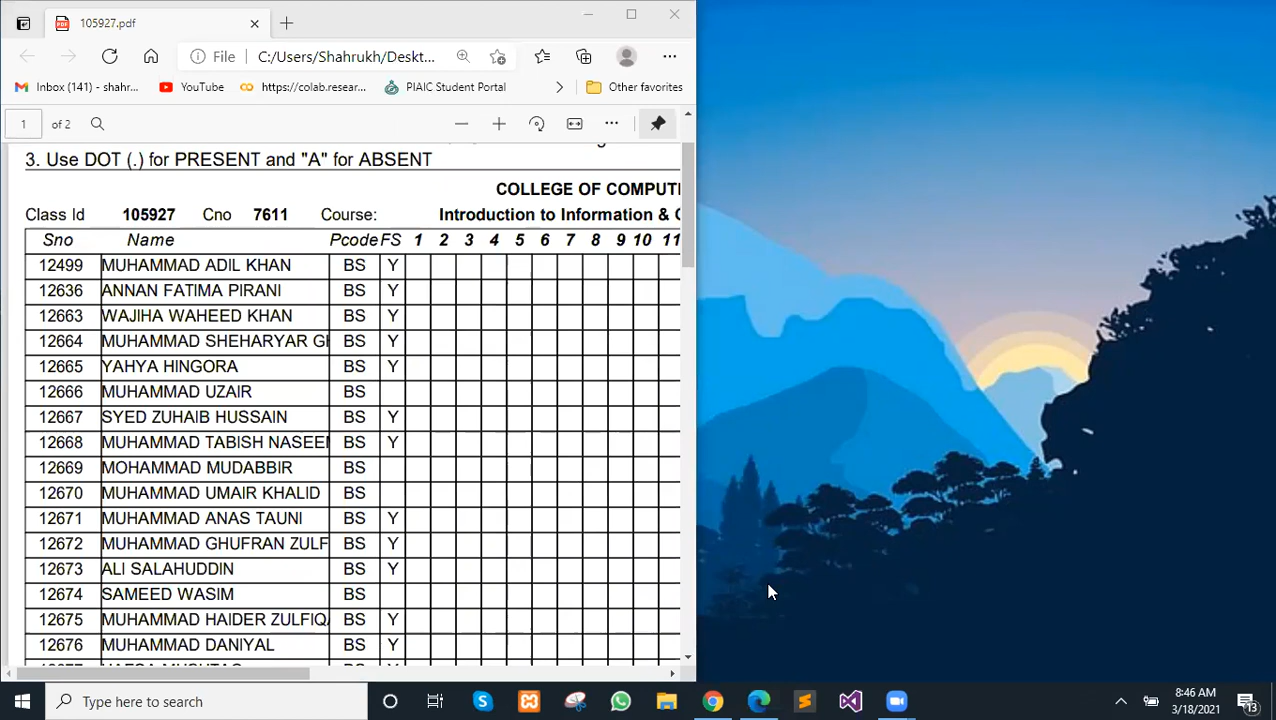 105927.pdf
File C:/Users/Shahrukh/Deskt...
Inbox (141) - shahr... YouTube https://colab.resear... PIAIC Student Portal Other favorites
1 of 2
3. Use DOT (.) for PRESENT and "A" for ABSENT
COLLEGE OF COMPUTI
Class Id 105927 Cno 7611 Course: Introduction to Information &
Sno Name Pcode FS 1 2 3 4 5 6 7 8 9 10 11
12499 MUHAMMAD ADIL KHAN BS Y
12636 ANNAN FATIMA PIRANI BS Y
12663 WAJIHA WAHEED KHAN BS Y
12664 MUHAMMAD SHEHARYAR GH BS Y
12665 YAHYA HINGORA BS Y
12666 MUHAMMAD UZAIR BS
12667 SYED ZUHAIB HUSSAIN BS Y
12668 MUHAMMAD TABISH NASEEM BS Y
12669 MOHAMMAD MUDABBIR BS
12670 MUHAMMAD UMAIR KHALID BS
12671 MUHAMMAD ANAS TAUNI BS Y
12672 MUHAMMAD GHUFRAN ZULF BS Y
12673 ALI SALAHUDDIN BS Y
12674 SAMEED WASIM BS
12675 MUHAMMAD HAIDER ZULFIQA BS Y
12676 MUHAMMAD DANIYAL BS Y
Type here to search
8:46 AM
3/18/2021
13